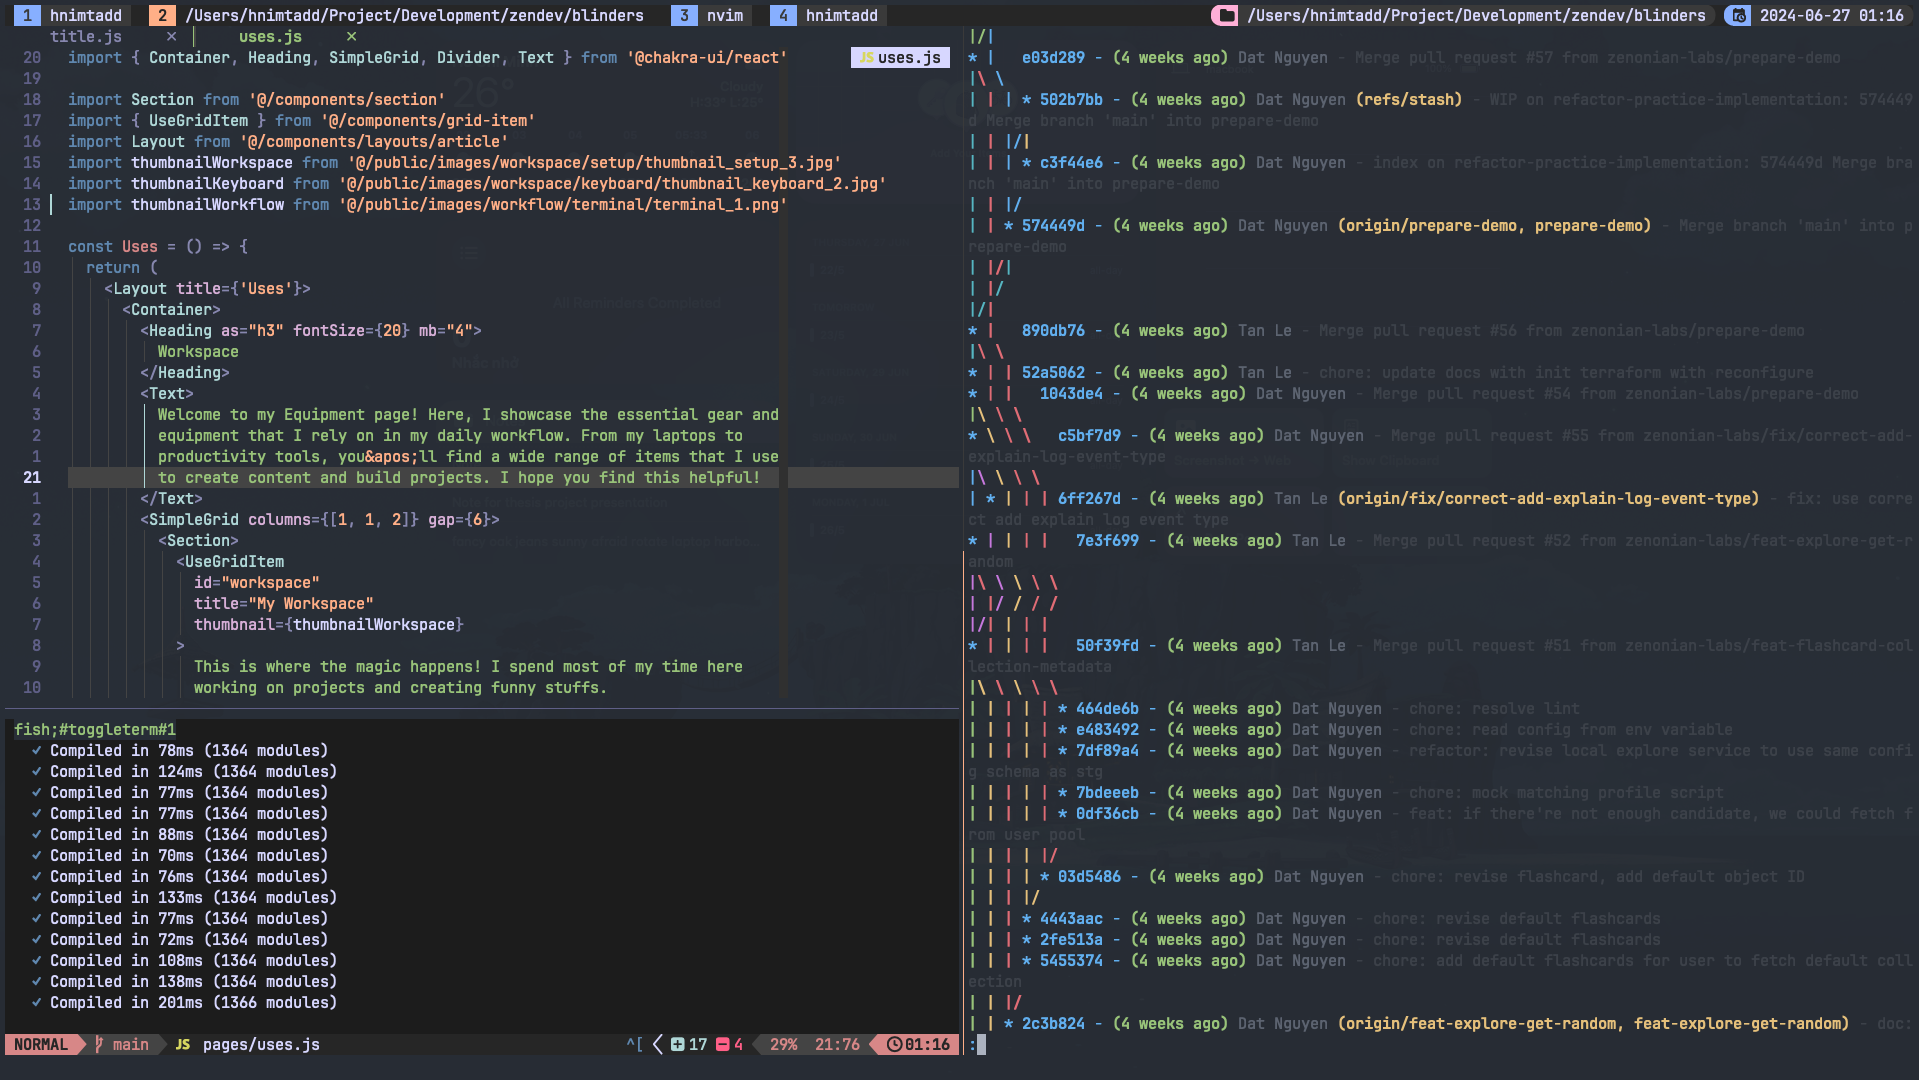 1 hnimtadd 2 /Users/hnimtadd/Project/Development/zendev/blinders 3 nvim 4 hnimtadd /Users/hnimtadd/Project/Development/zendev/blinders 2024-06-27 01:16
title.js × uses.js ×
20 import { Container, Heading, SimpleGrid, Divider, Text } from '@chakra-ui/react' JS uses.js
19
18 import Section from '@/components/section'
17 import { UseGridItem } from '@/components/grid-item'
16 import Layout from '@/components/layouts/article'
15 import thumbnailWorkspace from '@/public/images/workspace/setup/thumbnail_setup_3.jpg'
14 import thumbnailKeyboard from '@/public/images/workspace/keyboard/thumbnail_keyboard_2.jpg'
13 import thumbnailWorkflow from '@/public/images/workflow/terminal/terminal_1.png'
12
11 const Uses = () => {
10 return (
9 <Layout title={'Uses'}>
8 <Container>
7 <Heading as="h3" fontSize={20} mb="4">
6 Workspace
5 </Heading>
4 <Text>
3 Welcome to my Equipment page! Here, I showcase the essential gear and
2 equipment that I rely on in my daily workflow. From my laptops to
1 productivity tools, you&apos;ll find a wide range of items that I use
21 to create content and build projects. I hope you find this helpful!
1 </Text>
2 <SimpleGrid columns={[1, 1, 2]} gap={6}>
3 <Section>
4 <UseGridItem
5 id="workspace"
6 title="My Workspace"
7 thumbnail={thumbnailWorkspace}
8 >
9 This is where the magic happens! I spend most of my time here
10 working on projects and creating funny stuffs.
fish;#toggleterm#1
✓ Compiled in 78ms (1364 modules)
✓ Compiled in 124ms (1364 modules)
✓ Compiled in 77ms (1364 modules)
✓ Compiled in 77ms (1364 modules)
✓ Compiled in 88ms (1364 modules)
✓ Compiled in 70ms (1364 modules)
✓ Compiled in 76ms (1364 modules)
✓ Compiled in 133ms (1364 modules)
✓ Compiled in 77ms (1364 modules)
✓ Compiled in 72ms (1364 modules)
✓ Compiled in 108ms (1364 modules)
✓ Compiled in 138ms (1364 modules)
✓ Compiled in 201ms (1366 modules)
NORMAL main JS pages/uses.js ^[ 17 4 29% 21:76 01:16
|/|
* | e03d289 - (4 weeks ago) Dat Nguyen - Merge pull request #57 from zenonian-labs/prepare-demo
|\ \
| | | * 502b7bb - (4 weeks ago) Dat Nguyen (refs/stash) - WIP on refactor-practice-implementation: 574449
d Merge branch 'main' into prepare-demo
| | |/|
| | | * c3f44e6 - (4 weeks ago) Dat Nguyen - index on refactor-practice-implementation: 574449d Merge bra
nch 'main' into prepare-demo
| | |/
| | * 574449d - (4 weeks ago) Dat Nguyen (origin/prepare-demo, prepare-demo) - Merge branch 'main' into p
repare-demo
| |/|
| |/
|/|
* | 890db76 - (4 weeks ago) Tan Le - Merge pull request #56 from zenonian-labs/prepare-demo
|\ \
* | | 52a5062 - (4 weeks ago) Tan Le - chore: update docs with init terraform with reconfigure
* | | 1043de4 - (4 weeks ago) Dat Nguyen - Merge pull request #54 from zenonian-labs/prepare-demo
|\ \ \
* \ \ \ c5bf7d9 - (4 weeks ago) Dat Nguyen - Merge pull request #55 from zenonian-labs/fix/correct-add-
explain-log-event-type
|\ \ \ \
| * | | | 6ff267d - (4 weeks ago) Tan Le (origin/fix/correct-add-explain-log-event-type) - fix: use corre
ct add explain log event type
* | | | | 7e3f699 - (4 weeks ago) Tan Le - Merge pull request #52 from zenonian-labs/feat-explore-get-r
andom
|\ \ \ \ \
| |/ / / /
|/| | | |
* | | | | 50f39fd - (4 weeks ago) Tan Le - Merge pull request #51 from zenonian-labs/feat-flashcard-col
lection-metadata
|\ \ \ \ \
| | | | | * 464de6b - (4 weeks ago) Dat Nguyen - chore: resolve lint
| | | | | * e483492 - (4 weeks ago) Dat Nguyen - chore: read config from env variable
| | | | | * 7df89a4 - (4 weeks ago) Dat Nguyen - refactor: revise local explore service to use same confi
g schema as stg
| | | | | * 7bdeeeb - (4 weeks ago) Dat Nguyen - chore: mock matching profile script
| | | | | * 0df36cb - (4 weeks ago) Dat Nguyen - feat: if there're not enough candidate, we could fetch f
rom user pool
| | | | |/
| | | | * 03d5486 - (4 weeks ago) Dat Nguyen - chore: revise flashcard, add default object ID
| | | |/
| | | * 4443aac - (4 weeks ago) Dat Nguyen - chore: revise default flashcards
| | | * 2fe513a - (4 weeks ago) Dat Nguyen - chore: revise default flashcards
| | | * 5455374 - (4 weeks ago) Dat Nguyen - chore: add default flashcards for user to fetch default coll
ection
| | |/
| | * 2c3b824 - (4 weeks ago) Dat Nguyen (origin/feat-explore-get-random, feat-explore-get-random) - doc:
: